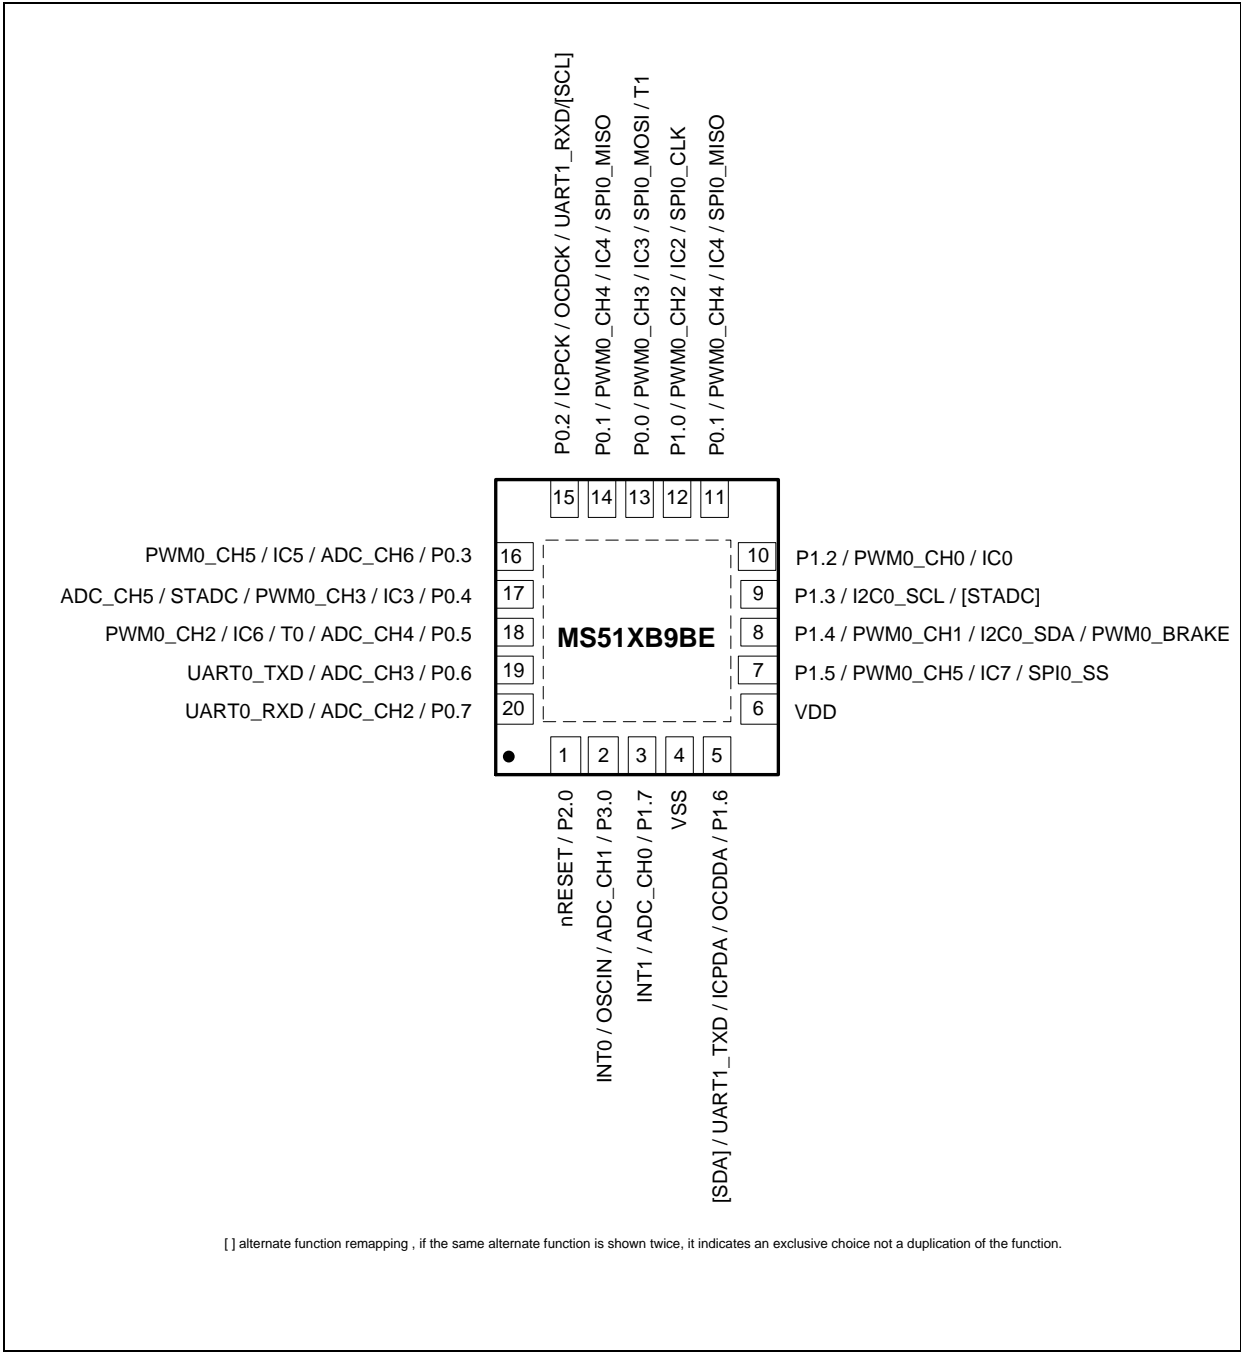 P0.2 / ICPCK / OCDCK / UART1_RXD/[SCL]
P0.1 / PWM0_CH4 / IC4 / SPI0_MISO
P0.0 / PWM0_CH3 / IC3 / SPI0_MOSI / T1
P1.0 / PWM0_CH2 / IC2 / SPI0_CLK
P0.1 / PWM0_CH4 / IC4 / SPI0_MISO
15 14 13 12 11
PWM0_CH5 / IC5 / ADC_CH6 / P0.3 16
ADC_CH5 / STADC / PWM0_CH3 / IC3 / P0.4 17
PWM0_CH2 / IC6 / T0 / ADC_CH4 / P0.5 18
UART0_TXD / ADC_CH3 / P0.6 19
UART0_RXD / ADC_CH2 / P0.7 20
MS51XB9BE
10 P1.2 / PWM0_CH0 / IC0
9 P1.3 / I2C0_SCL / [STADC]
8 P1.4 / PWM0_CH1 / I2C0_SDA / PWM0_BRAKE
7 P1.5 / PWM0_CH5 / IC7 / SPI0_SS
6 VDD
1 2 3 4 5
nRESET / P2.0
INT0 / OSCIN / ADC_CH1 / P3.0
INT1 / ADC_CH0 / P1.7
VSS
[SDA] / UART1_TXD / ICPDA / OCDDA / P1.6
[ ] alternate function remapping , if the same alternate function is shown twice, it indicates an exclusive choice not a duplication of the function.